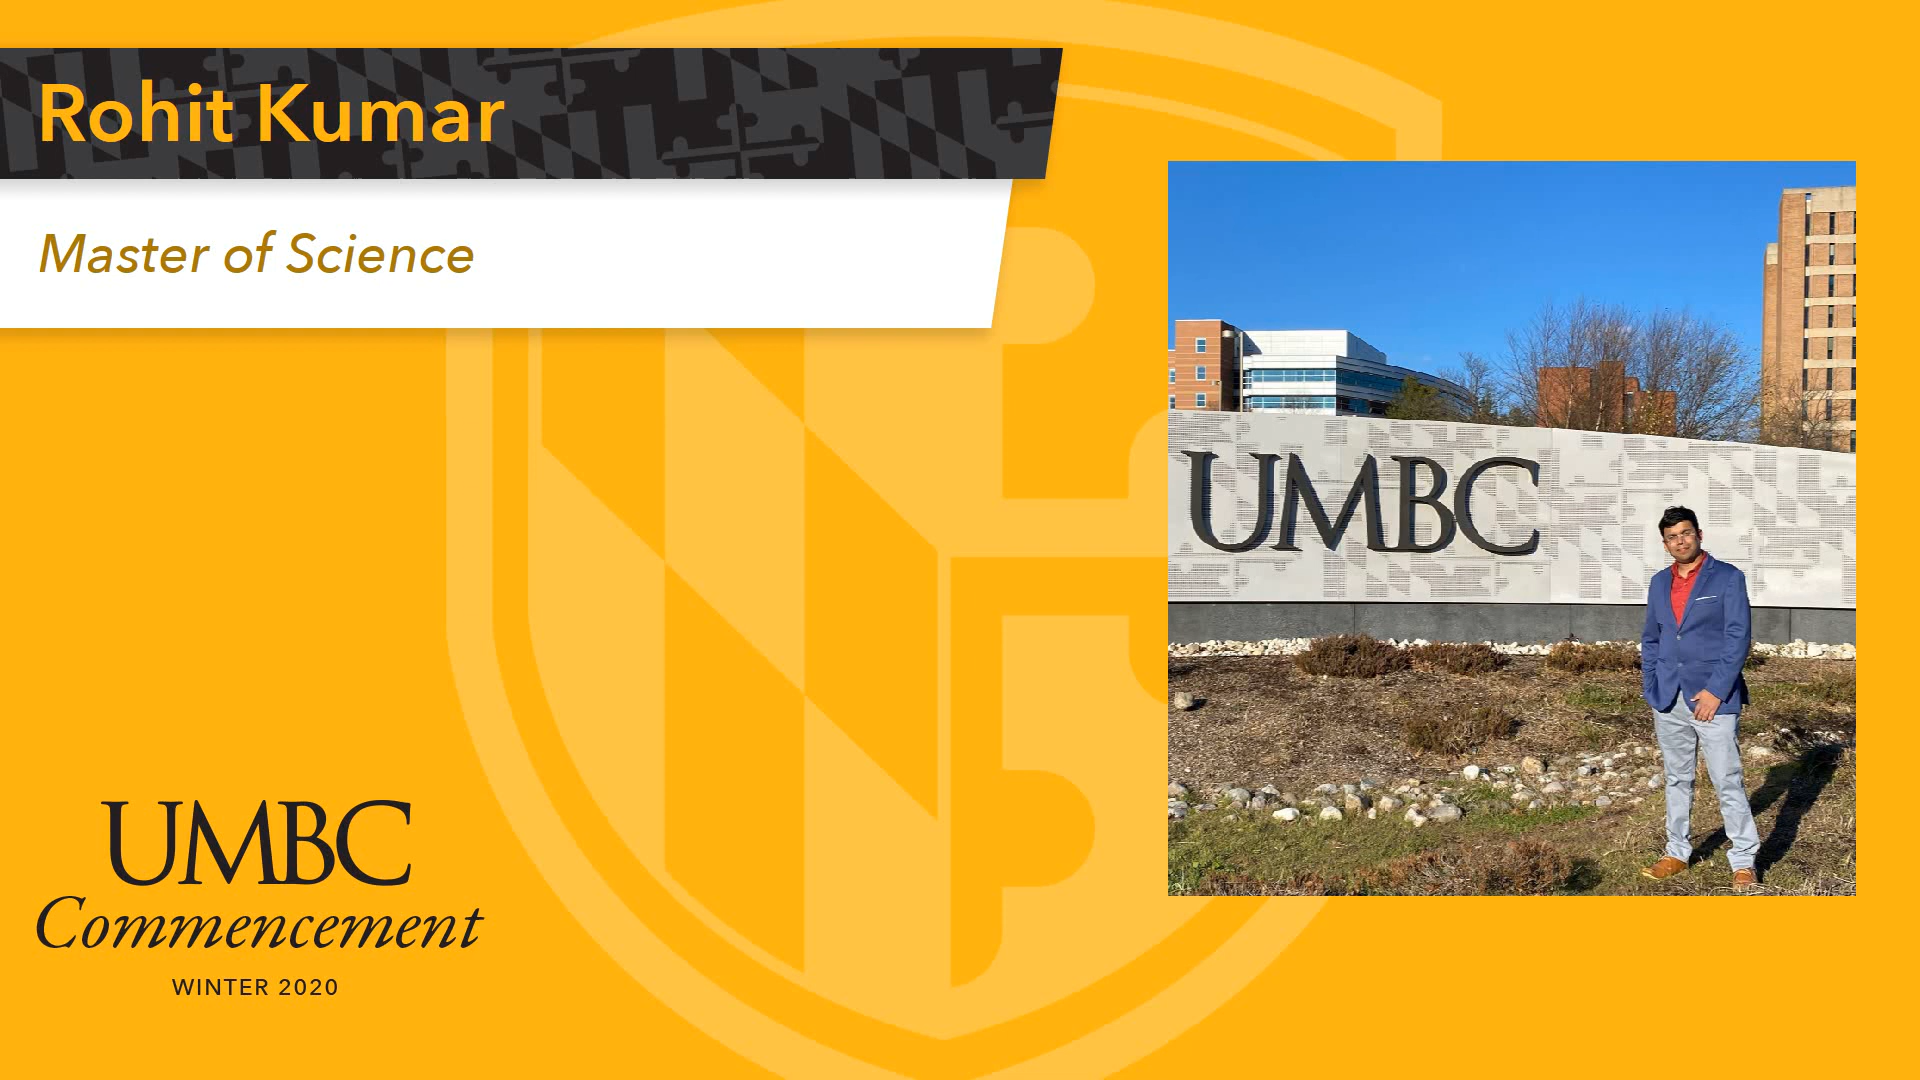 Rohit Kumar
Master of Science
UMBC
UMBC
Commencement
WINTER 2020